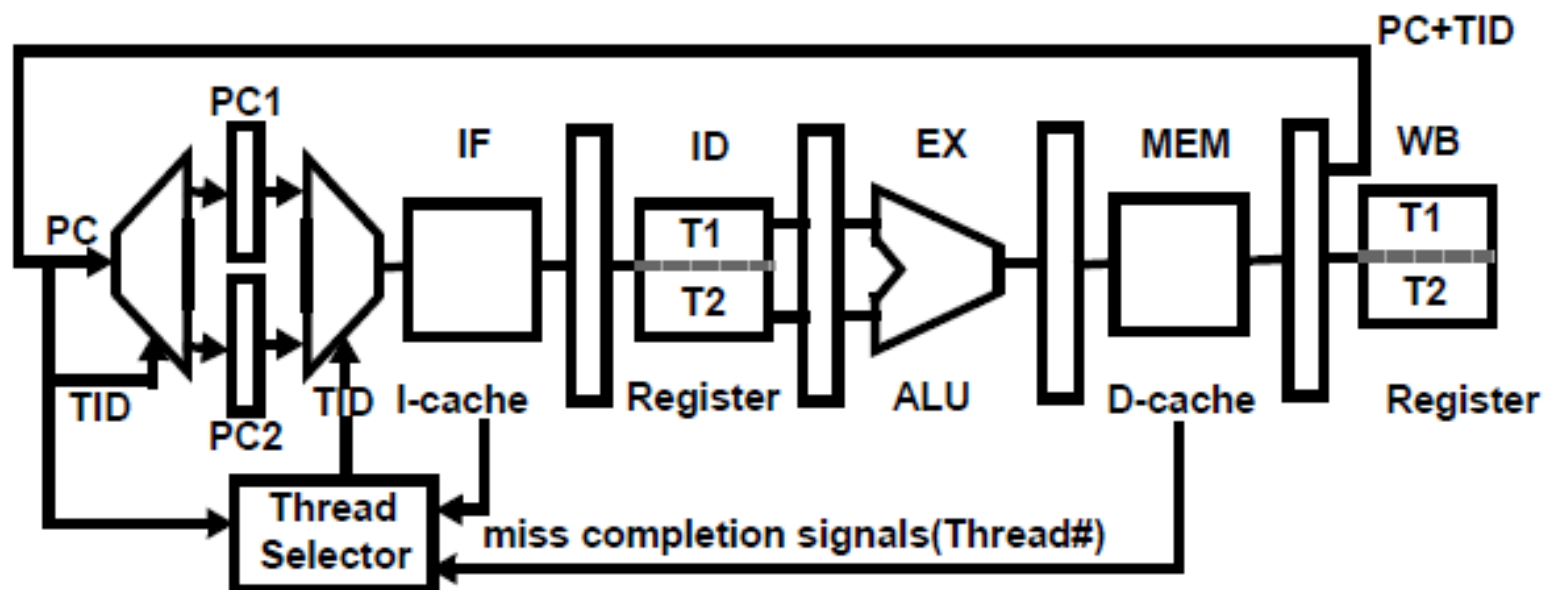 PC+TID
PC1
IF
ID
EX
MEM
WB
PC
T1
T2
T1
T2
TID
PC2
TID
I-cache
Register
ALU
D-cache
Register
Thread
Selector
miss completion signals(Thread#)